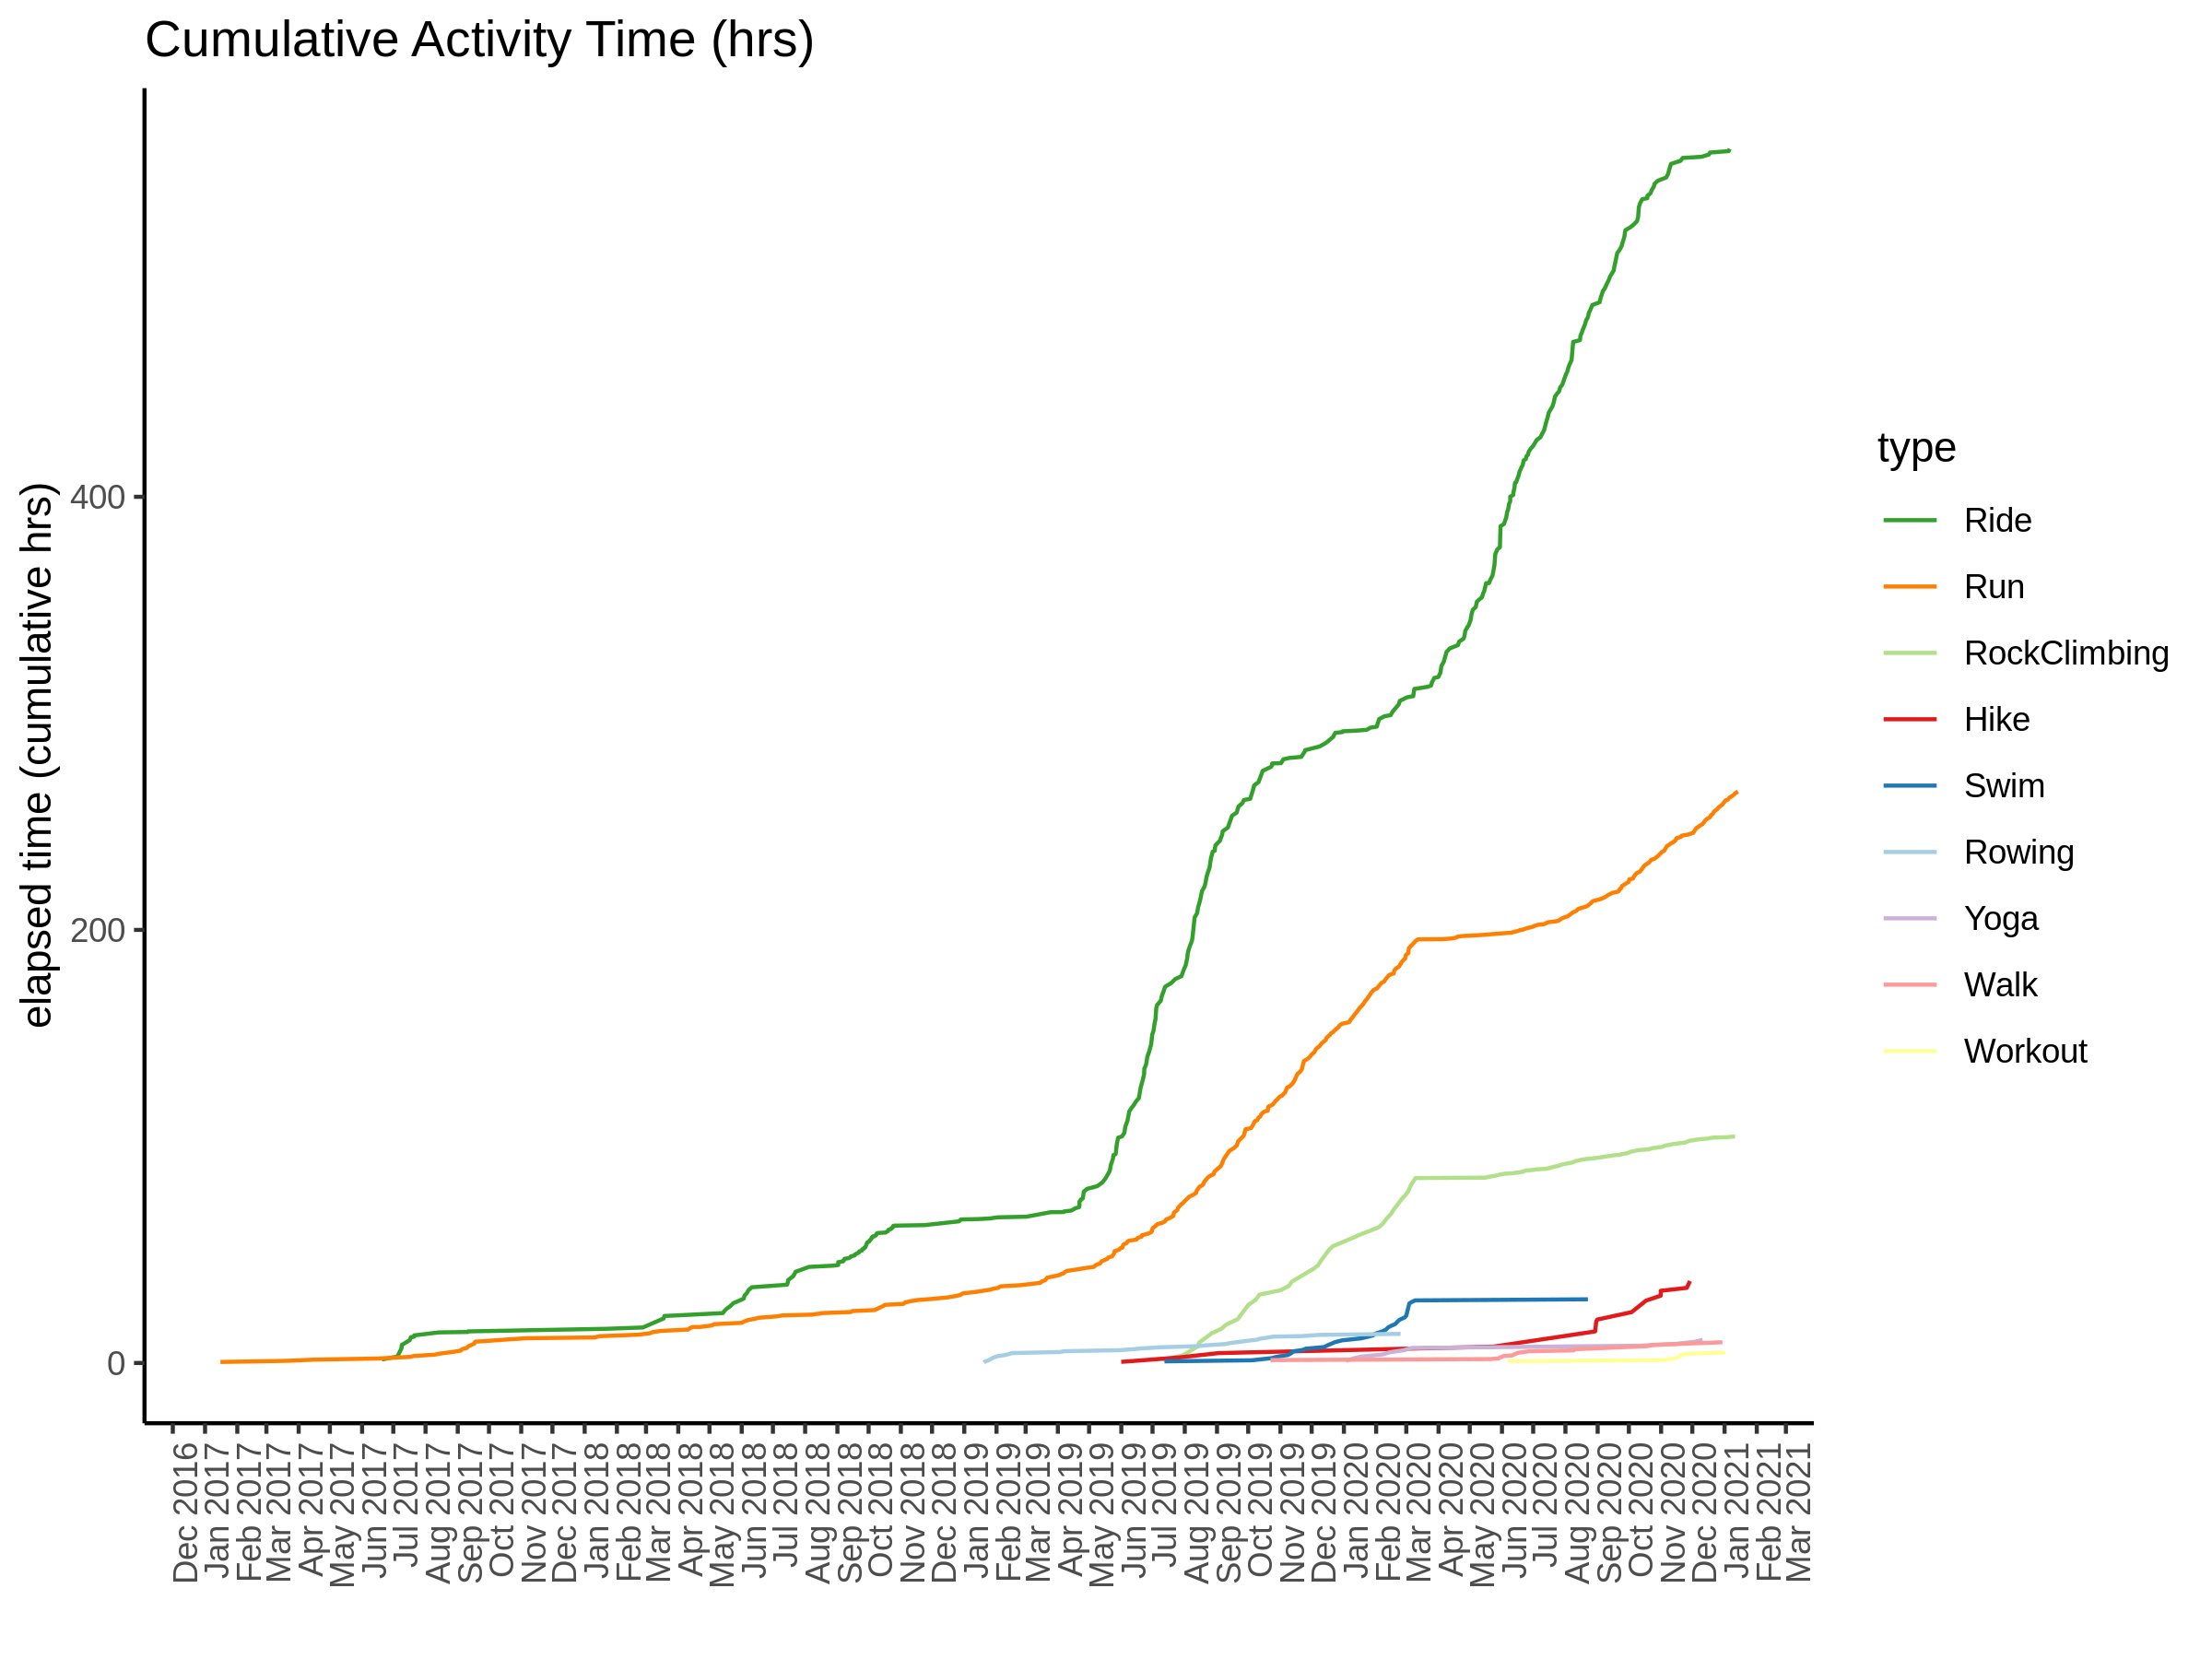 Cumulative Activity Time (hrs)
elapsed time (cumulative hrs)
400
200
0
Dec 2016
Jan 2017
Feb 2017
Mar 2017
Apr 2017
May 2017
Jun 2017
Jul 2017
Aug 2017
Sep 2017
Oct 2017
Nov 2017
Dec 2017
Jan 2018
Feb 2018
Mar 2018
Apr 2018
May 2018
Jun 2018
Jul 2018
Aug 2018
Sep 2018
Oct 2018
Nov 2018
Dec 2018
Jan 2019
Feb 2019
Mar 2019
Apr 2019
May 2019
Jun 2019
Jul 2019
Aug 2019
Sep 2019
Oct 2019
Nov 2019
Dec 2019
Jan 2020
Feb 2020
Mar 2020
Apr 2020
May 2020
Jun 2020
Jul 2020
Aug 2020
Sep 2020
Oct 2020
Nov 2020
Dec 2020
Jan 2021
Feb 2021
Mar 2021
type
Ride
Run
RockClimbing
Hike
Swim
Rowing
Yoga
Walk
Workout